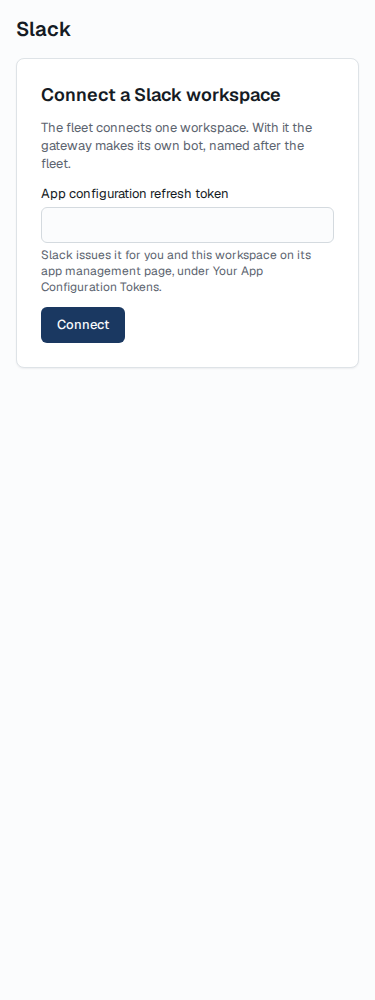 Slack
Connect a Slack workspace
The fleet connects one workspace. With it the
gateway makes its own bot, named after the
fleet.
App configuration refresh token
Slack issues it for you and this workspace on its
app management page, under Your App
Configuration Tokens.
Connect